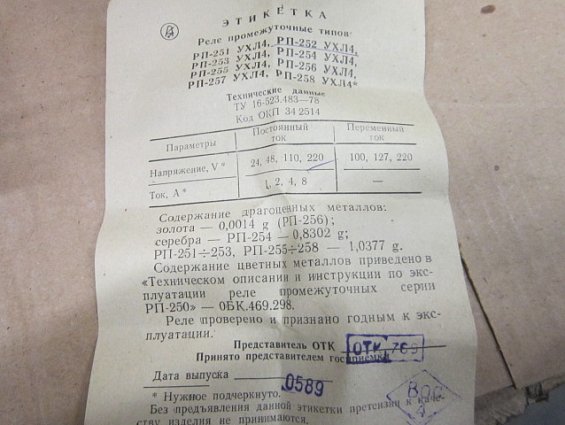 ЭТИКЕТКА
Реле промежуточные типов:
РП-251 УХЛ4, РП-252 УХЛ4,
РП-253 УХЛ4, РП-254 УХЛ4,
РП-255 УХЛ4, РП-256 УХЛ4,
РП-257 УХЛ4, РП-258 УХЛ4*
Технические данные
ТУ 16-523.483—78
Код ОКП 34 2514
Параметры Постоянный ток Переменный ток
Напряжение, V* 24, 48, 110, 220 100, 127, 220
Ток, А* 1, 2, 4, 8 —
Содержание драгоценных металлов:
золота — 0,0014 g (РП-256);
серебра — РП-254 — 0,8302 g;
РП-251÷253, РП-255÷258 — 1,0377 g.
Содержание цветных металлов приведено в
«Техническом описании и инструкции по экс-
плуатации реле промежуточных серии
РП-250» — 0БК.469.298.
Реле проверено и признано годным к экс-
плуатации.
Представитель ОТК ОТК 769
Принято представителем госприемки
Дата выпуска 0589
* Нужное подчеркнуто.
Без предъявления данной этикетки претензии к каче-
ству изделия не принимаются.